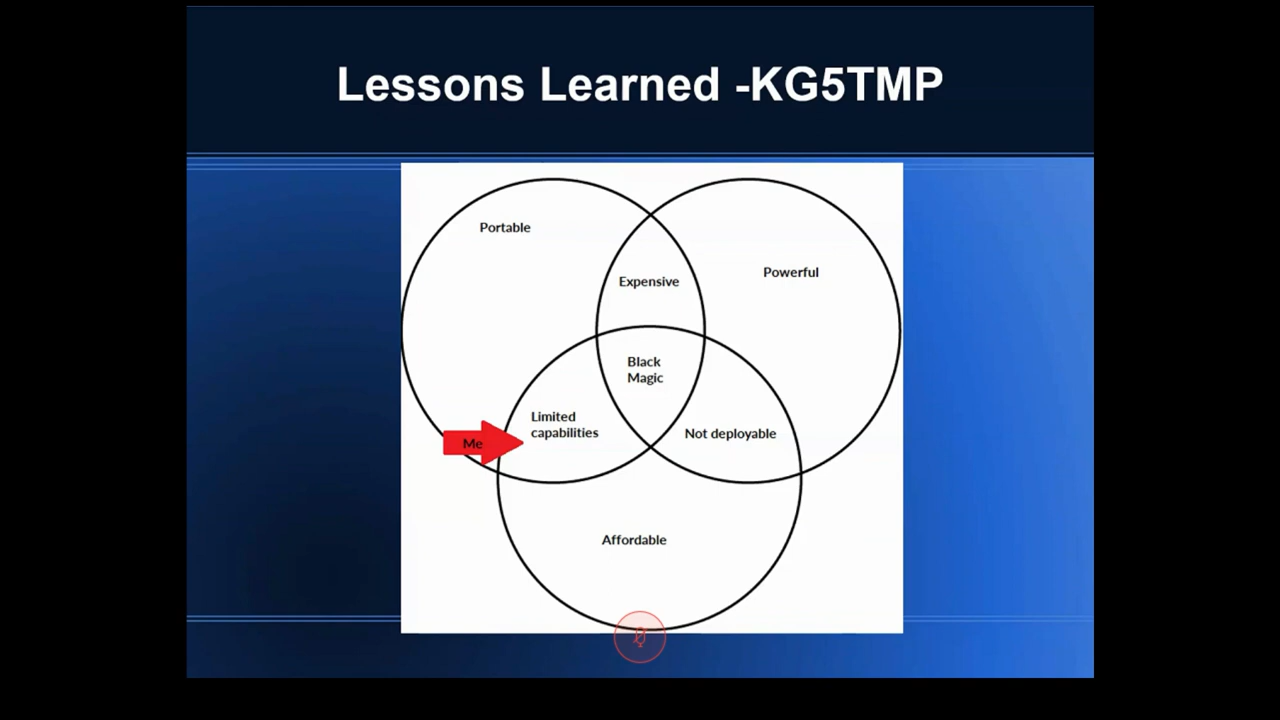 Lessons Learned -KG5TMP
Portable
Powerful
Expensive
Black
Magic
Limited
capabilities
Me
Not deployable
Affordable